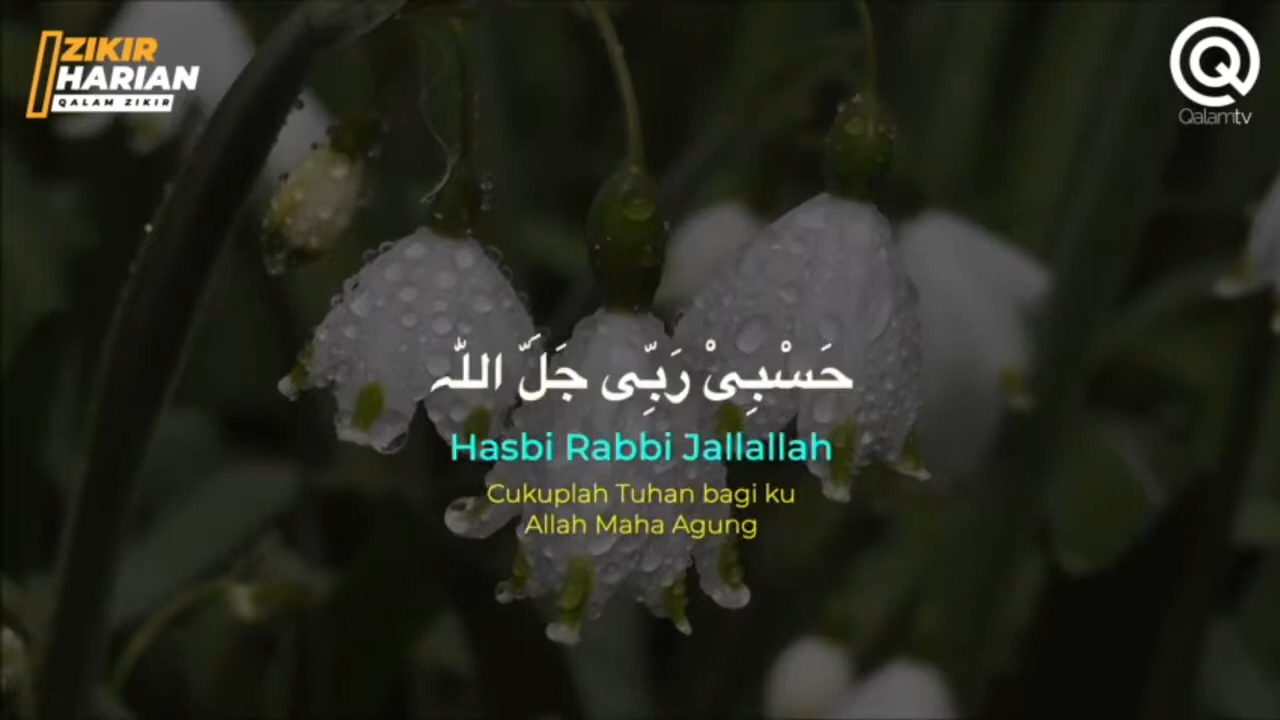 ZIKIR
HARIAN
QALAM ZIKIR
Qalamtv
حَسْبِيْ رَبِّى جَلَّ اللّٰه
Hasbi Rabbi Jallallah
Cukuplah Tuhan bagi ku
Allah Maha Agung